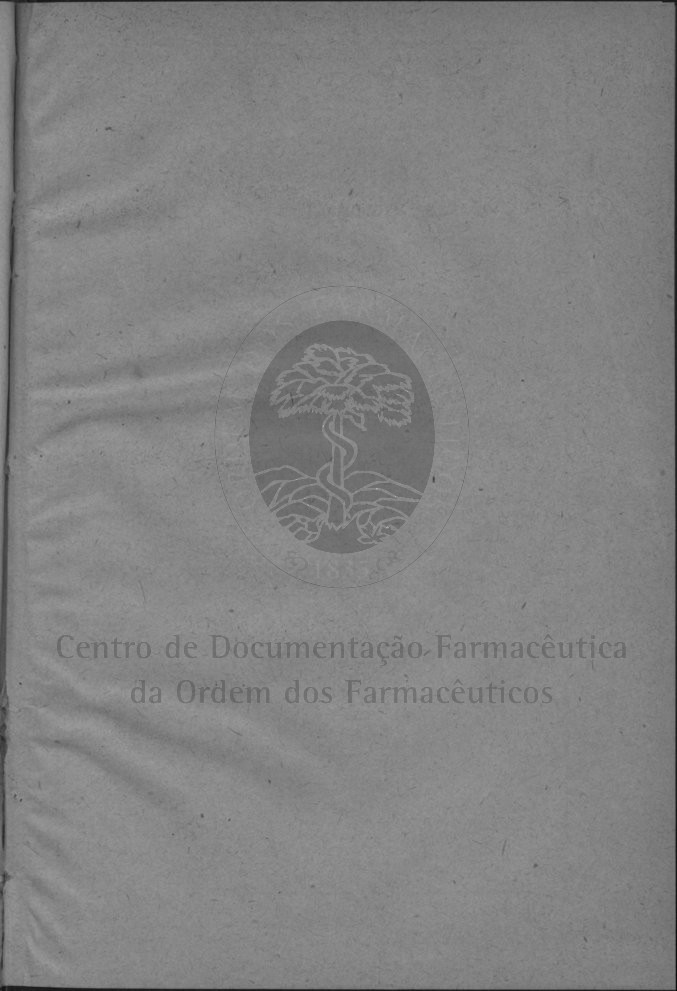 Centro de Documentação Farmacêutica
da Ordem dos Farmacêuticos